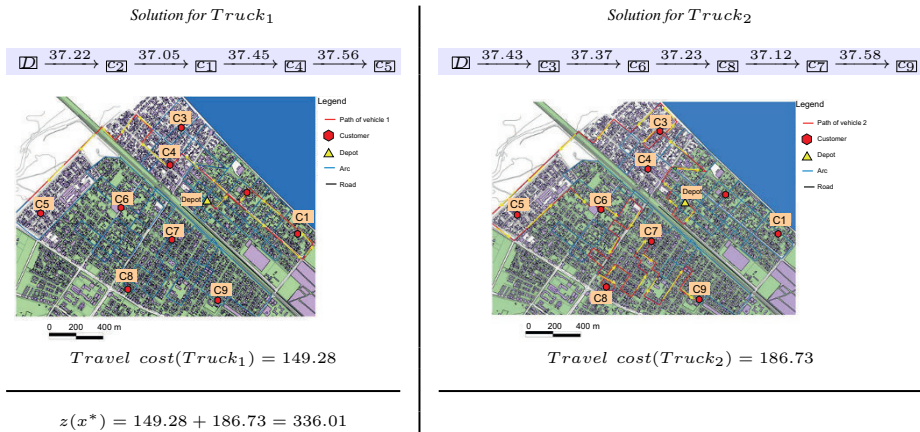 Solution for Truck₁
D 37.22 → c₂ 37.05 → c₁ 37.45 → c₄ 37.56 → c₅
C3
C4
C5
C6
Depot
C1
C7
C8
C9
Legend
Path of vehicle 1
Customer
Depot
Arc
Road
0 200 400 m
Travel cost(Truck₁) = 149.28
z(x*) = 149.28 + 186.73 = 336.01
Solution for Truck₂
D 37.43 → c₃ 37.37 → c₆ 37.23 → c₈ 37.12 → c₇ 37.58 → c₉
C3
C4
Depot
C5
C6
C1
C7
C8
C9
Legend
Path of vehicle 2
Customer
Depot
Arc
Road
0 200 400 m
Travel cost(Truck₂) = 186.73